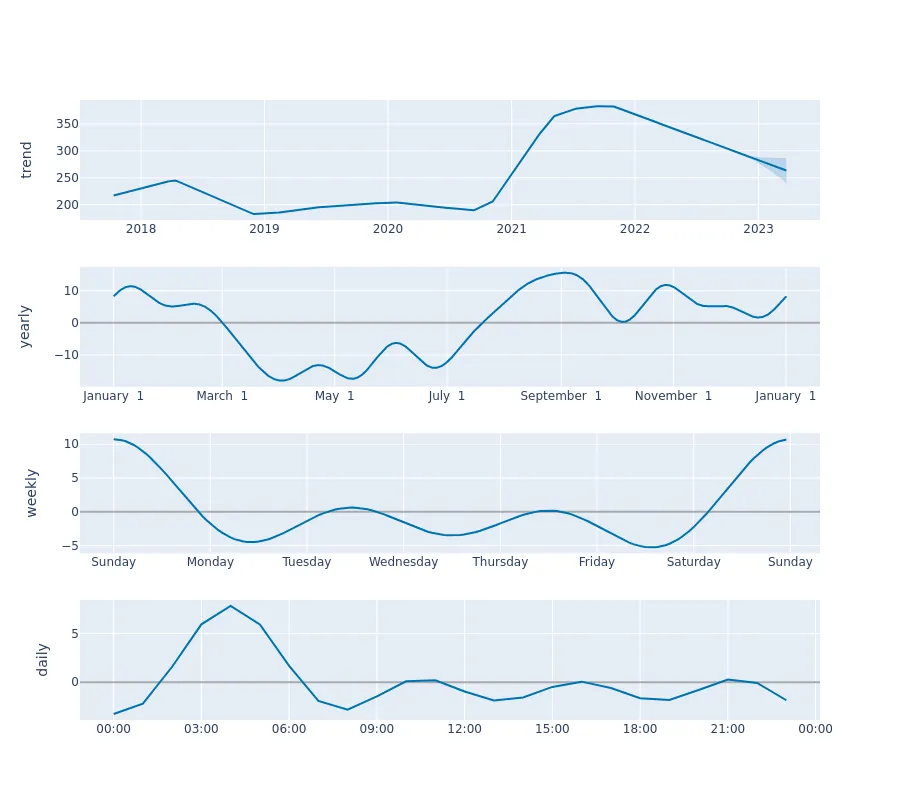 trend
350
300
250
200
2018 2019 2020 2021 2022 2023
yearly
10
0
−10
January 1 March 1 May 1 July 1 September 1 November 1 January 1
weekly
10
5
0
−5
Sunday Monday Tuesday Wednesday Thursday Friday Saturday Sunday
daily
5
0
00:00 03:00 06:00 09:00 12:00 15:00 18:00 21:00 00:00